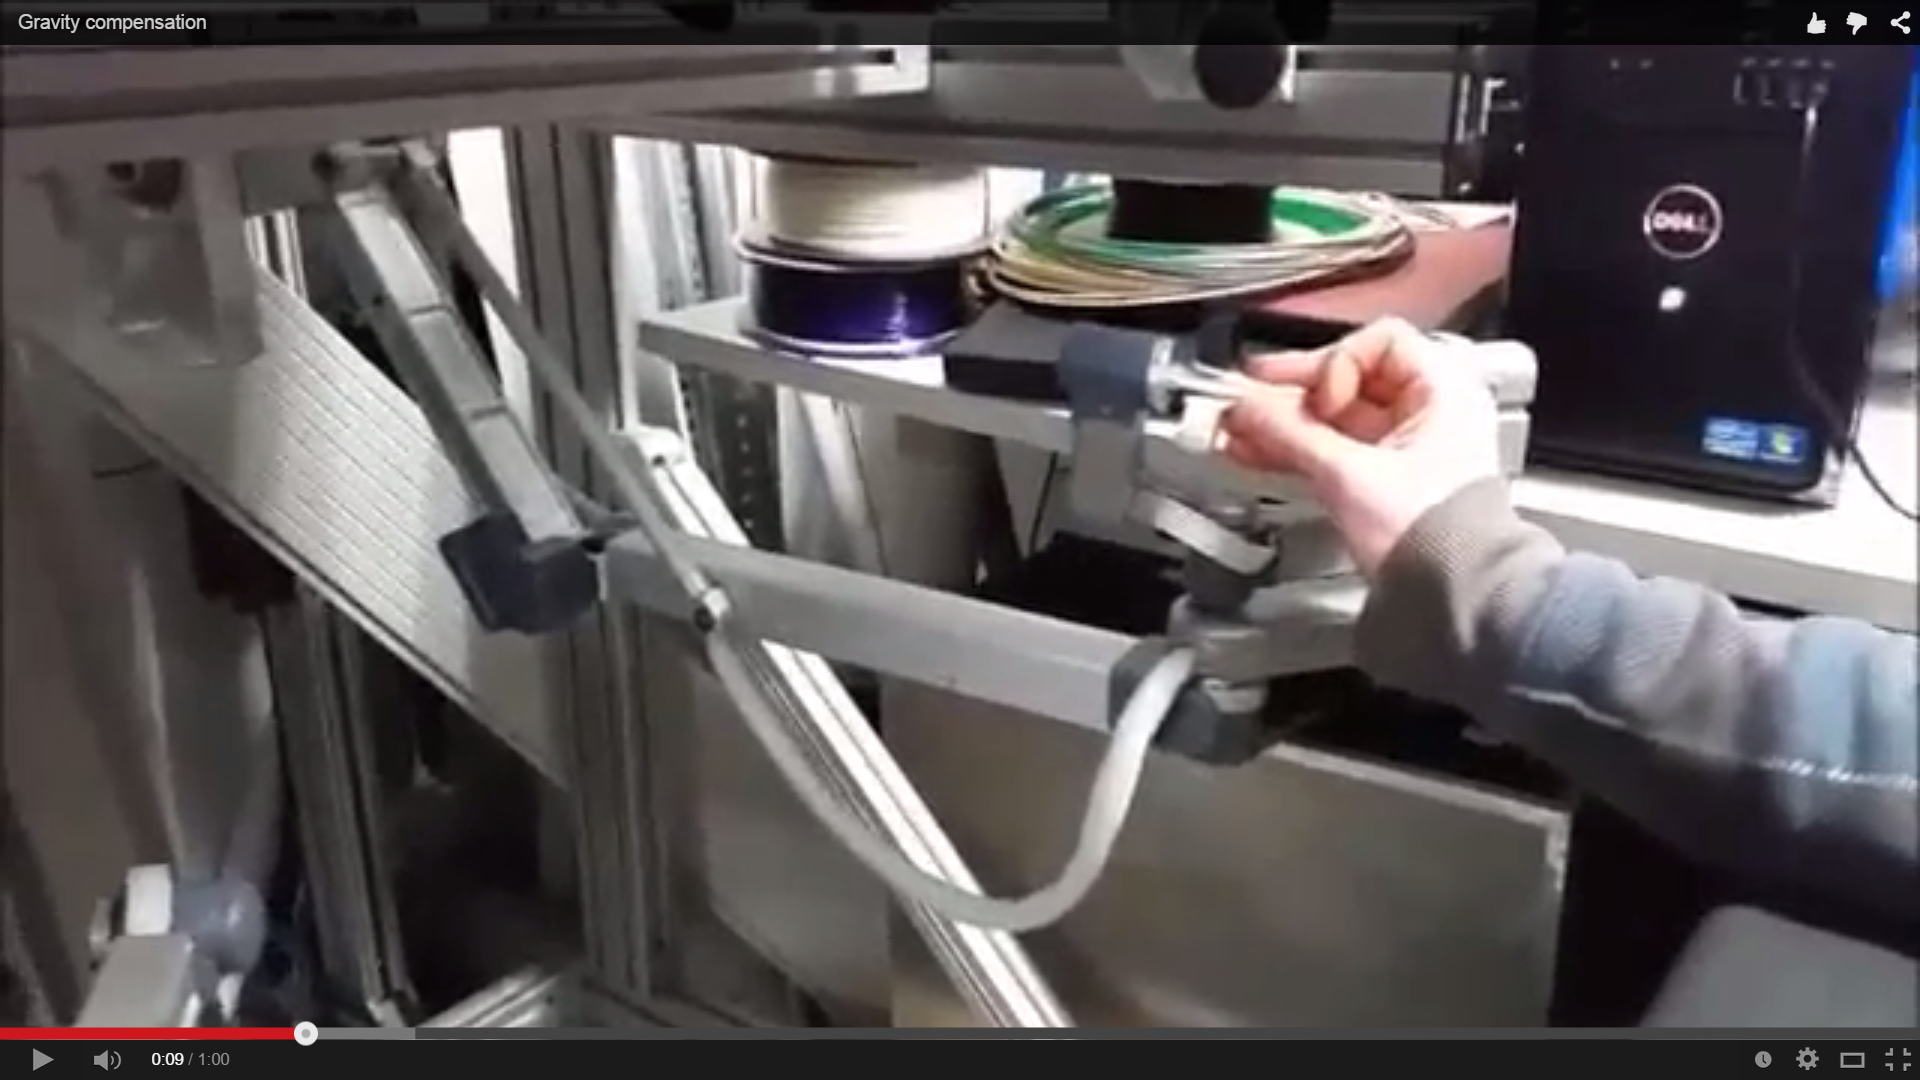 Gravity compensation
DELL
0:09 / 1:00